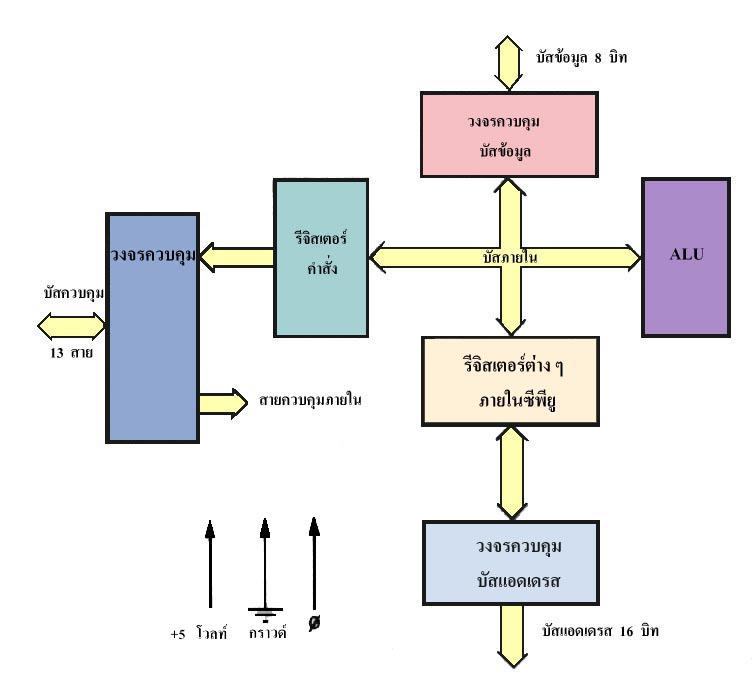 บัสข้อมูล 8 บิท
วงจรควบคุม
บัสข้อมูล
รีจิสเตอร์
คำสั่ง
วงจรควบคุม
บัสภายใน
ALU
บัสควบคุม
13 สาย
รีจิสเตอร์ต่าง ๆ
ภายในซีพียู
สายควบคุมภายใน
วงจรควบคุม
บัสแอดเดรส
+5 โวลท์
กราวด์
Ø
บัสแอดเดรส 16 บิท